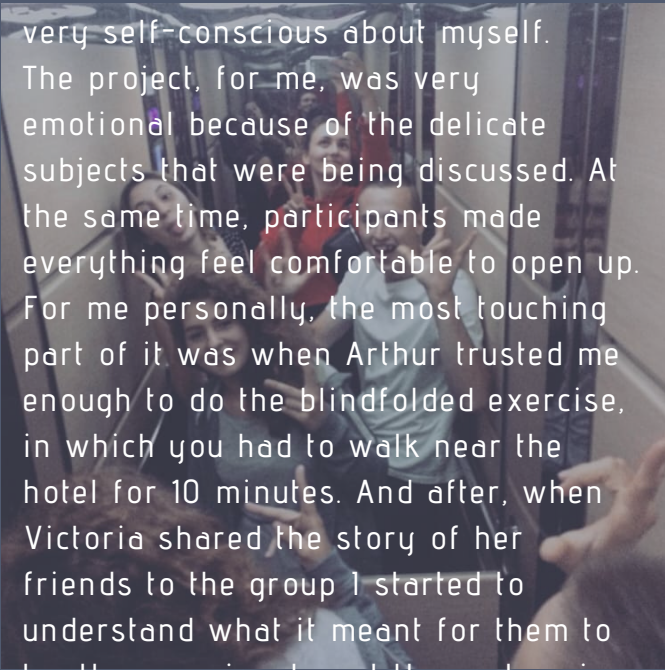 very self-conscious about myself.
The project, for me, was very
emotional because of the delicate
subjects that were being discussed. At
the same time, participants made
everything feel comfortable to open up.
For me personally, the most touching
part of it was when Arthur trusted me
enough to do the blindfolded exercise,
in which you had to walk near the
hotel for 10 minutes. And after, when
Victoria shared the story of her
friends to the group I started to
understand what it meant for them to